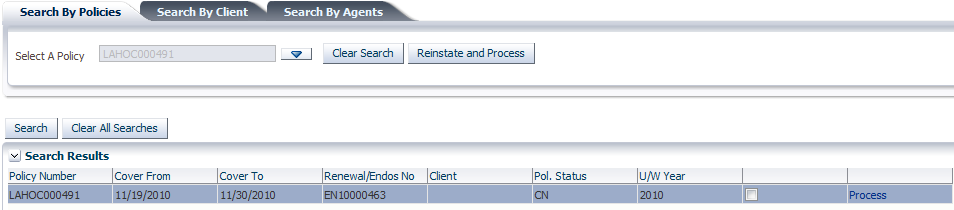 Search By Policies Search By Client Search By Agents
Select A Policy LAHOC000491 Clear Search Reinstate and Process
Search Clear All Searches
Search Results
Policy Number Cover From Cover To Renewal/Endos No Client Pol. Status U/W Year
LAHOC000491 11/19/2010 11/30/2010 EN10000463 CN 2010 Process